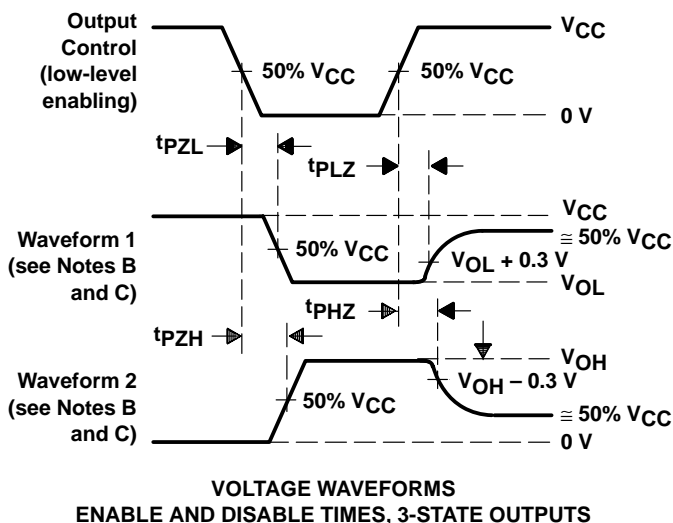 Output
Control
(low-level
enabling)
VCC
50% VCC
50% VCC
0 V
tPZL
tPLZ
VCC
Waveform 1
(see Notes B
and C)
50% VCC
≅ 50% VCC
VOL + 0.3 V
VOL
tPHZ
tPZH
VOH
Waveform 2
(see Notes B
and C)
50% VCC
VOH − 0.3 V
≅ 50% VCC
0 V
VOLTAGE WAVEFORMS
ENABLE AND DISABLE TIMES, 3-STATE OUTPUTS